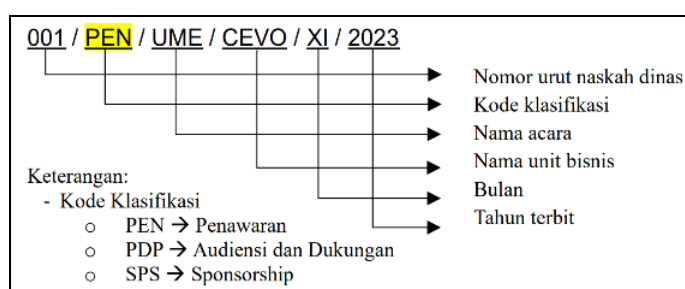 001 / PEN / UME / CEVO / XI / 2023
Nomor urut naskah dinas
Kode klasifikasi
Nama acara
Nama unit bisnis
Bulan
Tahun terbit
Keterangan:
- Kode Klasifikasi
o PEN → Penawaran
o PDP → Audiensi dan Dukungan
o SPS → Sponsorship